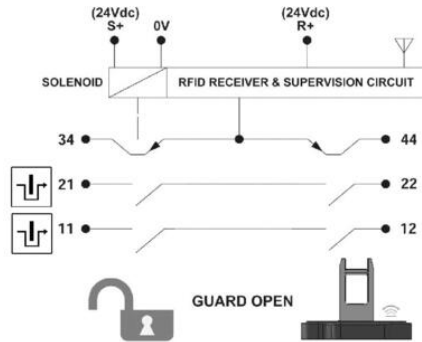 (24Vdc) (24Vdc)
S+ 0V R+
SOLENOID RFID RECEIVER & SUPERVISION CIRCUIT
34 44
21 22
11 12
GUARD OPEN